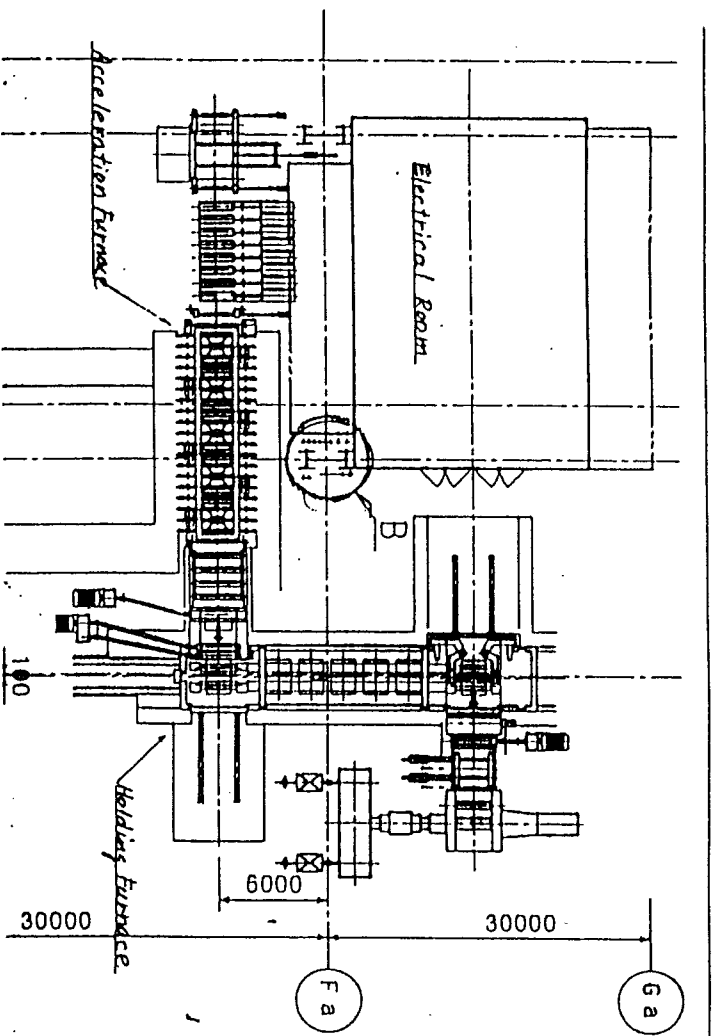 Acceleration Furnace
Electrical Room
B
100
Holding Furnace
6000
30000
30000
Fa
Ga